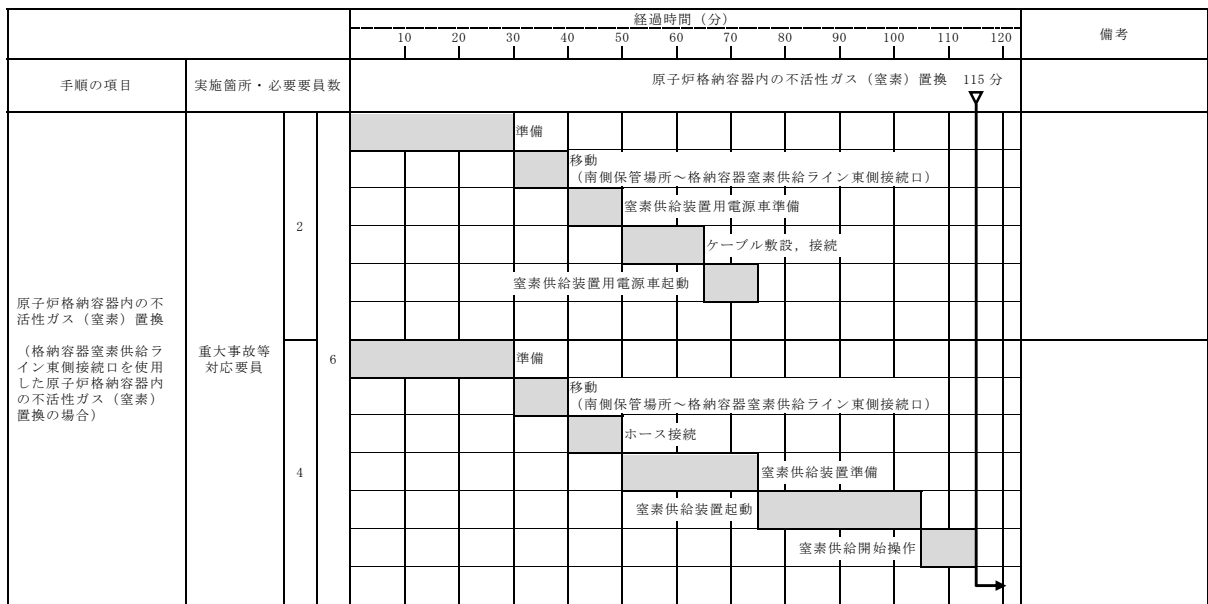 経過時間（分）
10 20 30 40 50 60 70 80 90 100 110 120
備考
手順の項目
実施箇所・必要要員数
原子炉格納容器内の不活性ガス（窒素）置換 115分
原子炉格納容器内の不
活性ガス（窒素）置換
（格納容器窒素供給ラ
イン東側接続口を使用
した原子炉格納容器内
の不活性ガス（窒素）
置換の場合）
重大事故等
対応要員
2
6
準備
移動
（南側保管場所～格納容器窒素供給ライン東側接続口）
窒素供給装置用電源車準備
ケーブル敷設，接続
窒素供給装置用電源車起動
4
準備
移動
（南側保管場所～格納容器窒素供給ライン東側接続口）
ホース接続
窒素供給装置準備
窒素供給装置起動
窒素供給開始操作